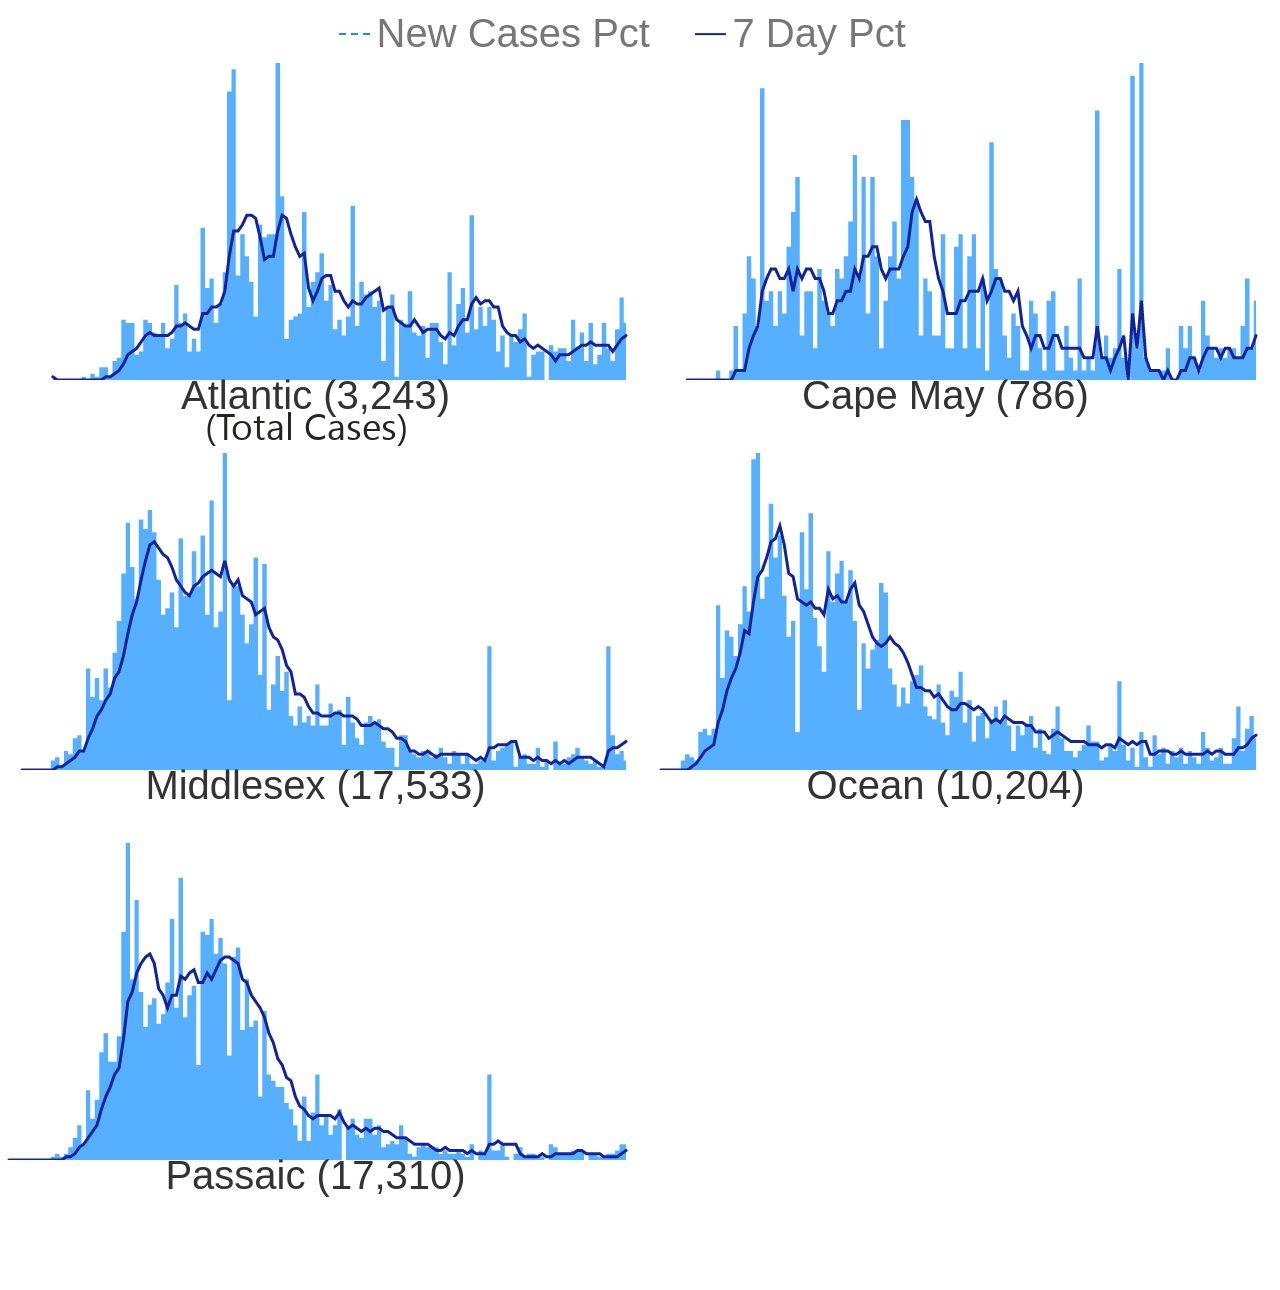 New Cases Pct 7 Day Pct
Atlantic (3,243) Cape May (786)
(Total Cases)
Middlesex (17,533) Ocean (10,204)
Passaic (17,310)